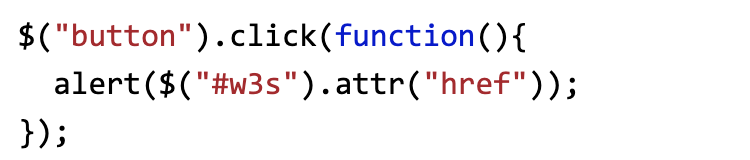 $("button").click(function(){
  alert($("#w3s").attr("href"));
});